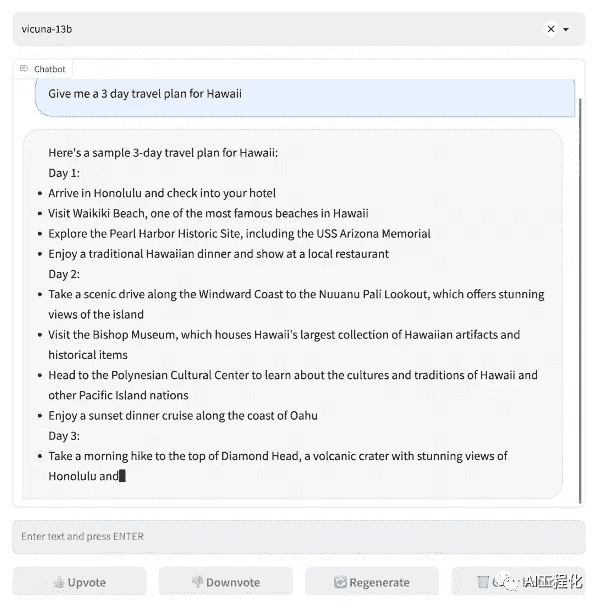 vicuna-13b
Chatbot
Give me a 3 day travel plan for Hawaii
Here's a sample 3-day travel plan for Hawaii:
Day 1:
• Arrive in Honolulu and check into your hotel
• Visit Waikiki Beach, one of the most famous beaches in Hawaii
• Explore the Pearl Harbor Historic Site, including the USS Arizona Memorial
• Enjoy a traditional Hawaiian dinner and show at a local restaurant
Day 2:
• Take a scenic drive along the Windward Coast to the Nuuanu Pali Lookout, which offers stunning
views of the island
• Visit the Bishop Museum, which houses Hawaii's largest collection of Hawaiian artifacts and
historical items
• Head to the Polynesian Cultural Center to learn about the cultures and traditions of Hawaii and
other Pacific Island nations
• Enjoy a sunset dinner cruise along the coast of Oahu
Day 3:
• Take a morning hike to the top of Diamond Head, a volcanic crater with stunning views of
Honolulu and
Enter text and press ENTER
Upvote
Downvote
Regenerate
AI工程化